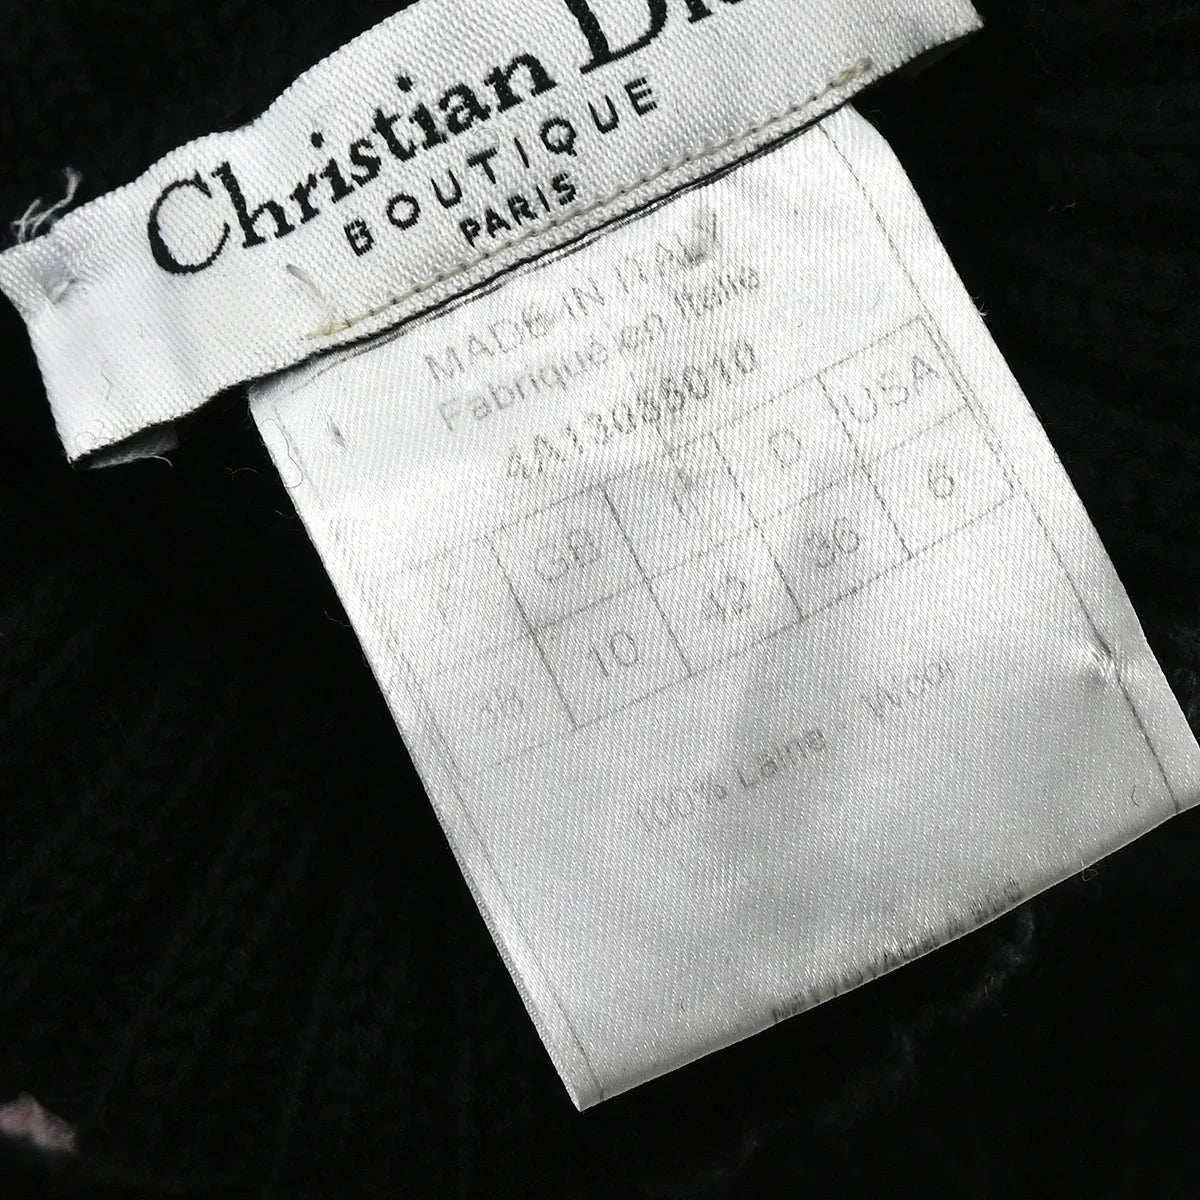 Christian Di
BOUTIQUE
PARIS
MADE IN ITALY
Fabriqué en Italie
4A13085010
F GB I D USA
38 10 42 36 6
100% Laine - Wool